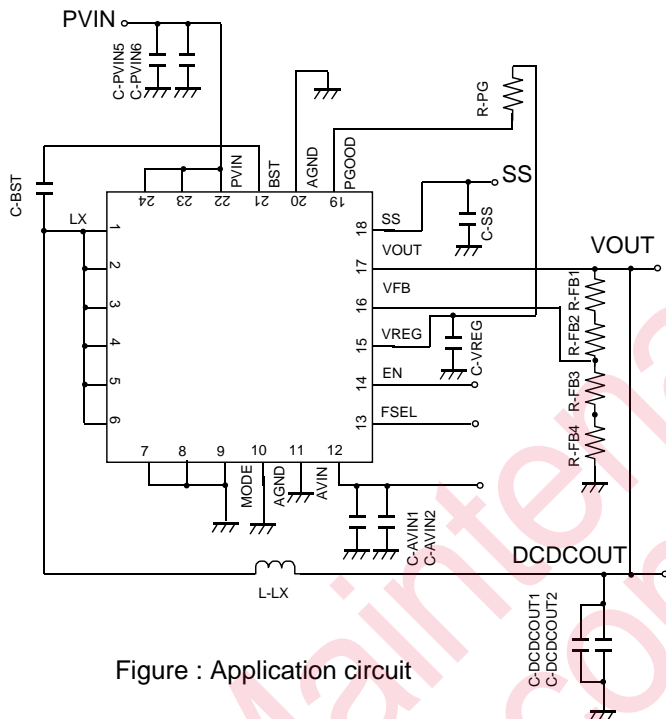 PVIN
C-PVIN5
C-PVIN6
R-PG
C-BST
PVIN
BST
AGND
PGOOD
24
23
22
21
20
19
SS
C-SS
LX
1
2
3
4
5
6
SS
18
VOUT
17
VFB
16
VREG
15
EN
14
FSEL
13
C-VREG
VOUT
R-FB1
R-FB2
R-FB3
R-FB4
7
8
9
10
11
12
MODE
AGND
AVIN
C-AVIN1
C-AVIN2
DCDCOUT
L-LX
C-DCDCOUT1
C-DCDCOUT2
Figure : Application circuit
Maintena